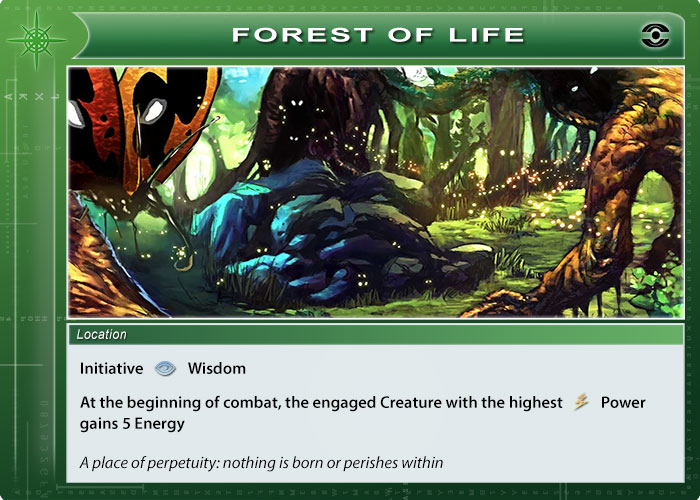 FOREST OF LIFE
Location
Initiative Wisdom
At the beginning of combat, the engaged Creature with the highest Power
gains 5 Energy
A place of perpetuity: nothing is born or perishes within